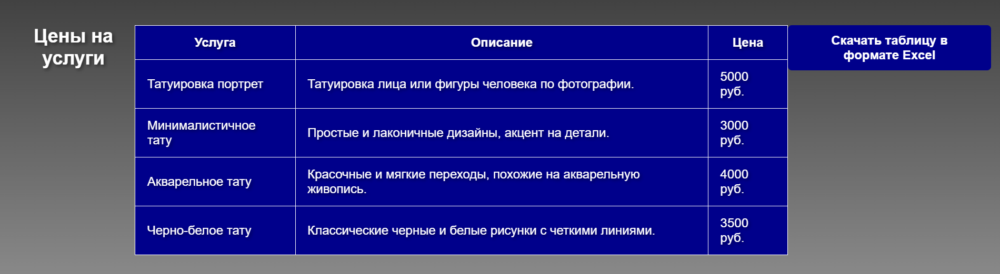 Цены на
услуги
Услуга
Описание
Цена
Татуировка портрет
Татуировка лица или фигуры человека по фотографии.
5000
руб.
Минималистичное
тату
Простые и лаконичные дизайны, акцент на детали.
3000
руб.
Акварельное тату
Красочные и мягкие переходы, похожие на акварельную
живопись.
4000
руб.
Черно-белое тату
Классические черные и белые рисунки с четкими линиями.
3500
руб.
Скачать таблицу в
формате Excel